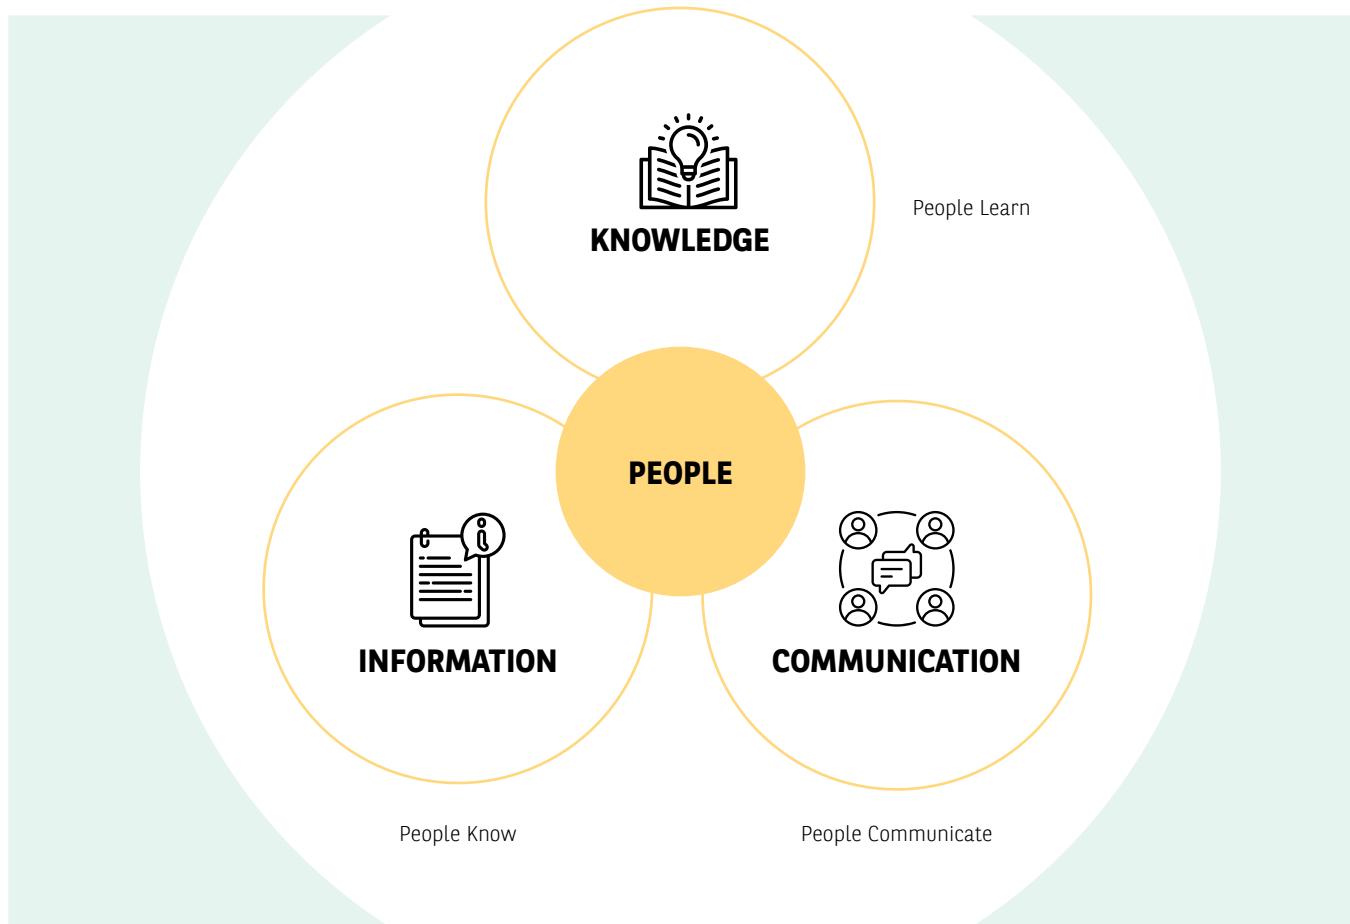 KNOWLEDGE
People Learn
PEOPLE
INFORMATION
COMMUNICATION
People Know
People Communicate